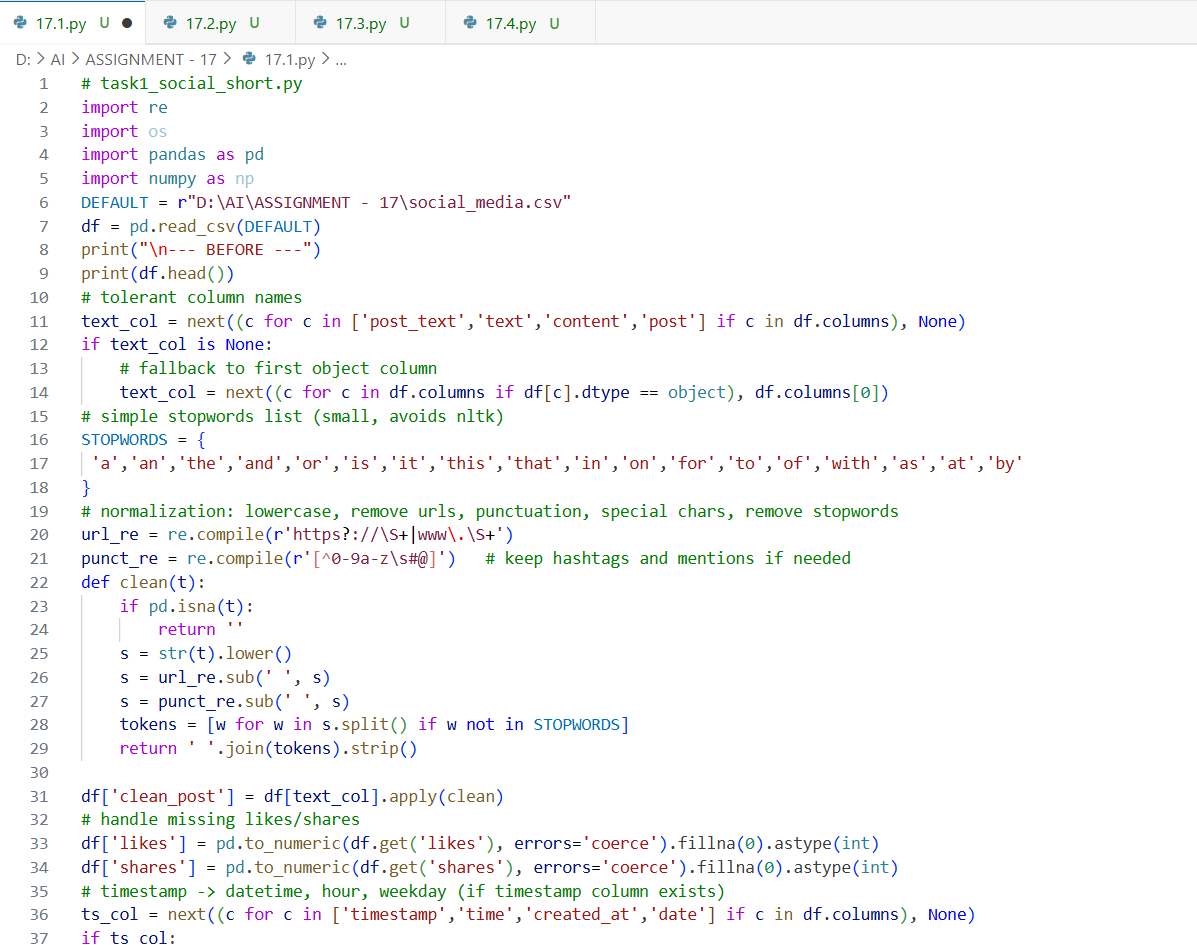 17.1.py U ● 17.2.py U 17.3.py U 17.4.py U
D: > AI > ASSIGNMENT - 17 > 17.1.py > ...
1 # task1_social_short.py
2 import re
3 import os
4 import pandas as pd
5 import numpy as np
6 DEFAULT = r"D:\AI\ASSIGNMENT - 17\social_media.csv"
7 df = pd.read_csv(DEFAULT)
8 print("\n--- BEFORE ---")
9 print(df.head())
10 # tolerant column names
11 text_col = next((c for c in ['post_text','text','content','post'] if c in df.columns), None)
12 if text_col is None:
13     # fallback to first object column
14     text_col = next((c for c in df.columns if df[c].dtype == object), df.columns[0])
15 # simple stopwords list (small, avoids nltk)
16 STOPWORDS = {
17  'a','an','the','and','or','is','it','this','that','in','on','for','to','of','with','as','at','by'
18 }
19 # normalization: lowercase, remove urls, punctuation, special chars, remove stopwords
20 url_re = re.compile(r'https?://\S+|www\.\S+')
21 punct_re = re.compile(r'[^0-9a-z\s#@]')   # keep hashtags and mentions if needed
22 def clean(t):
23     if pd.isna(t):
24         return ''
25     s = str(t).lower()
26     s = url_re.sub(' ', s)
27     s = punct_re.sub(' ', s)
28     tokens = [w for w in s.split() if w not in STOPWORDS]
29     return ' '.join(tokens).strip()
30
31 df['clean_post'] = df[text_col].apply(clean)
32 # handle missing likes/shares
33 df['likes'] = pd.to_numeric(df.get('likes'), errors='coerce').fillna(0).astype(int)
34 df['shares'] = pd.to_numeric(df.get('shares'), errors='coerce').fillna(0).astype(int)
35 # timestamp -> datetime, hour, weekday (if timestamp column exists)
36 ts_col = next((c for c in ['timestamp','time','created_at','date'] if c in df.columns), None)
37 if ts_col: